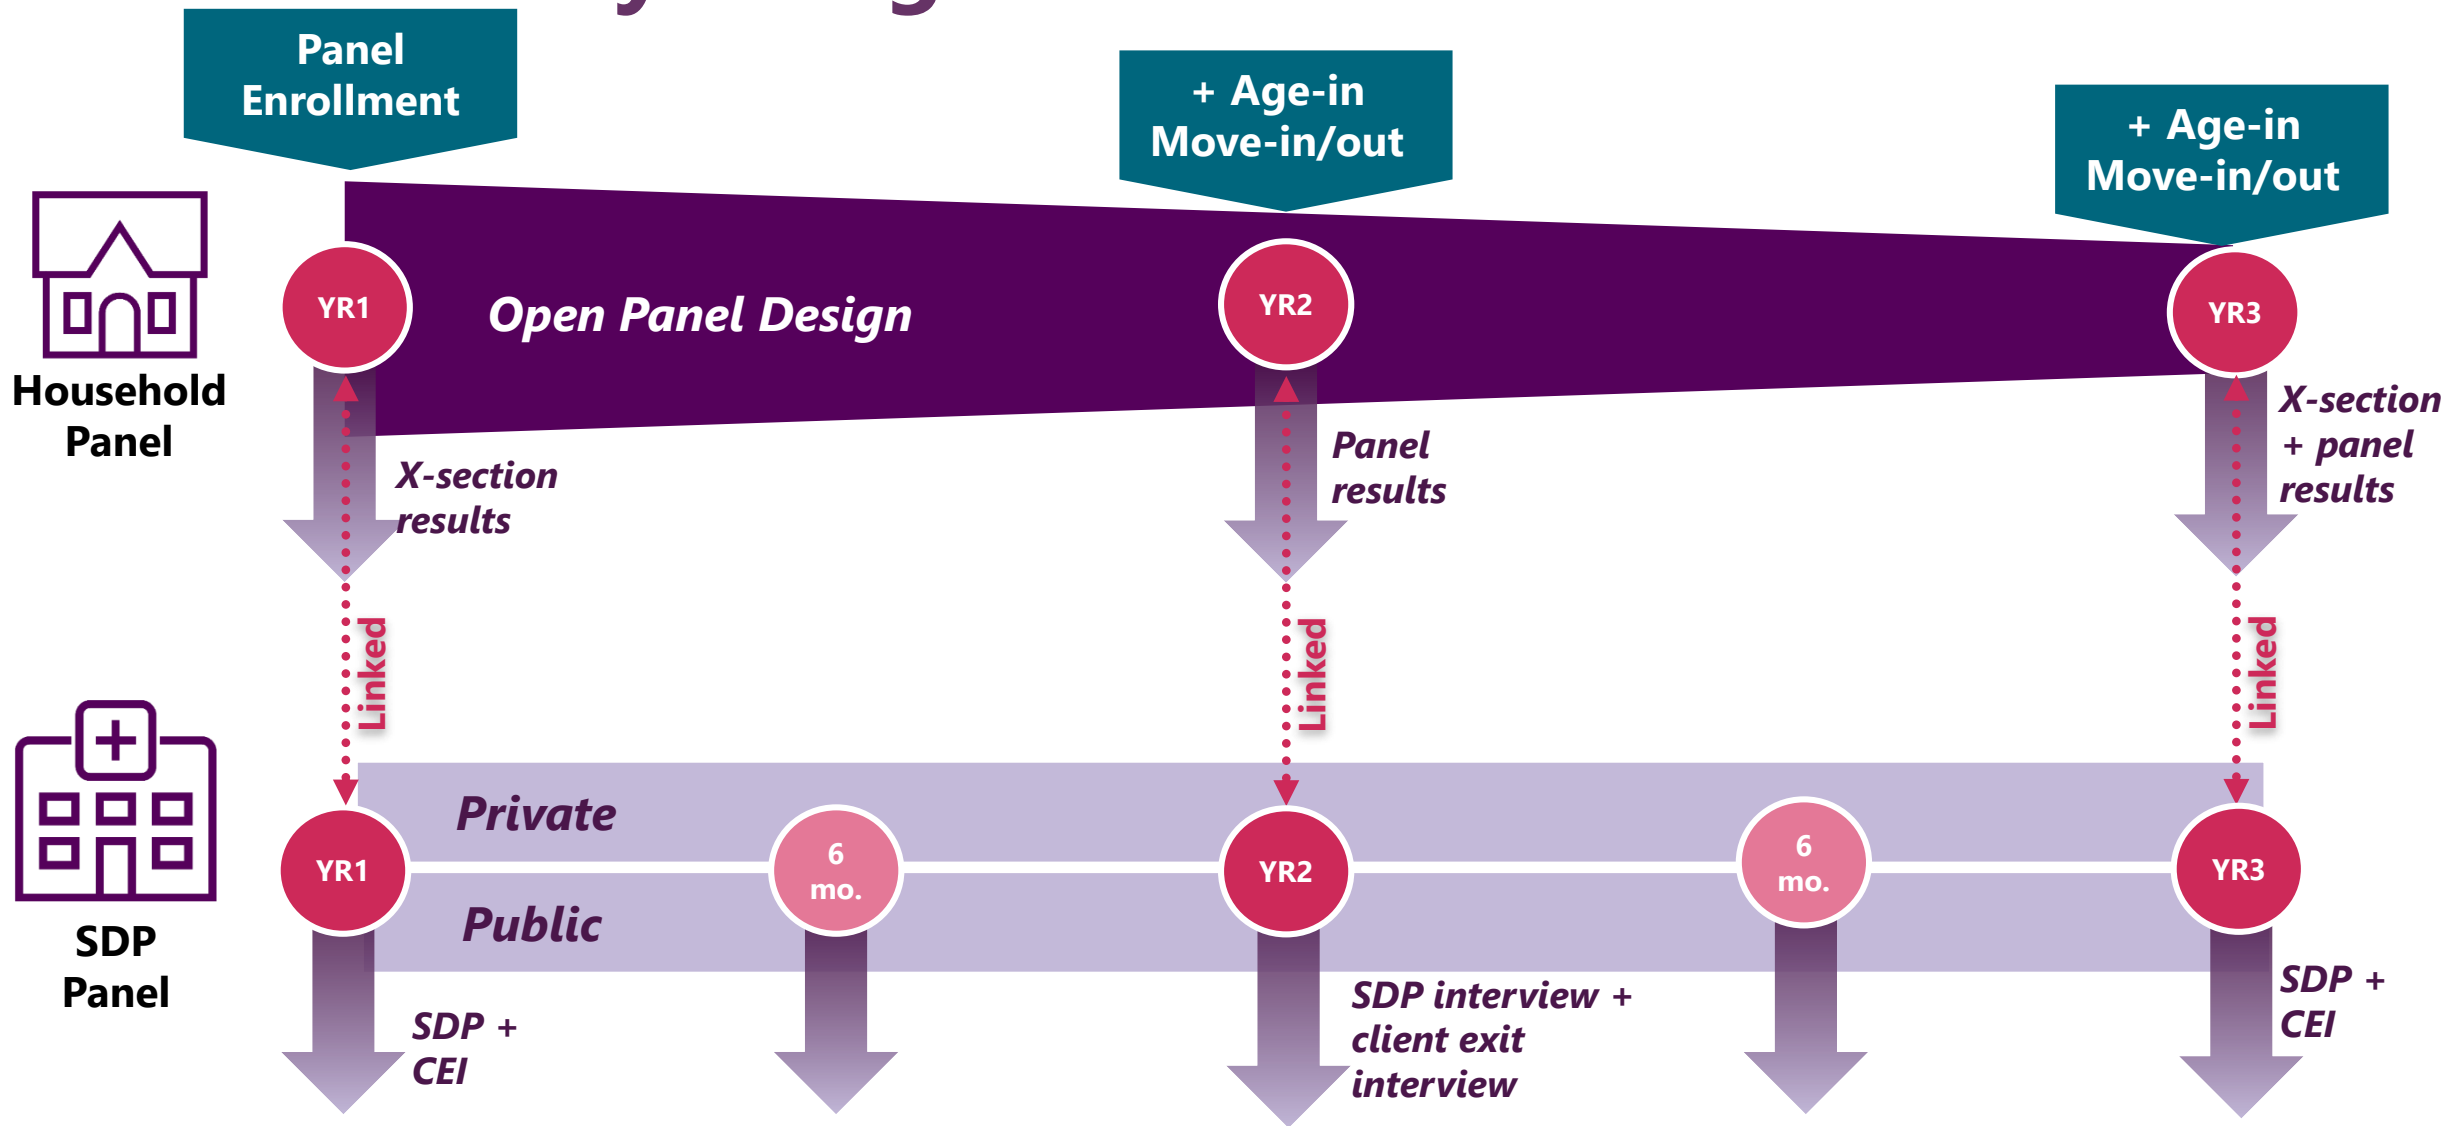 Panel
Enrollment
+ Age-in
Move-in/out
+ Age-in
Move-in/out
YR1
Open Panel Design
YR2
YR3
Household
Panel
X-section
results
Panel
results
X-section
+ panel
results
Linked
Linked
Linked
Private
Public
YR1
6
mo.
YR2
6
mo.
YR3
SDP
Panel
SDP +
CEI
SDP interview +
client exit
interview
SDP +
CEI